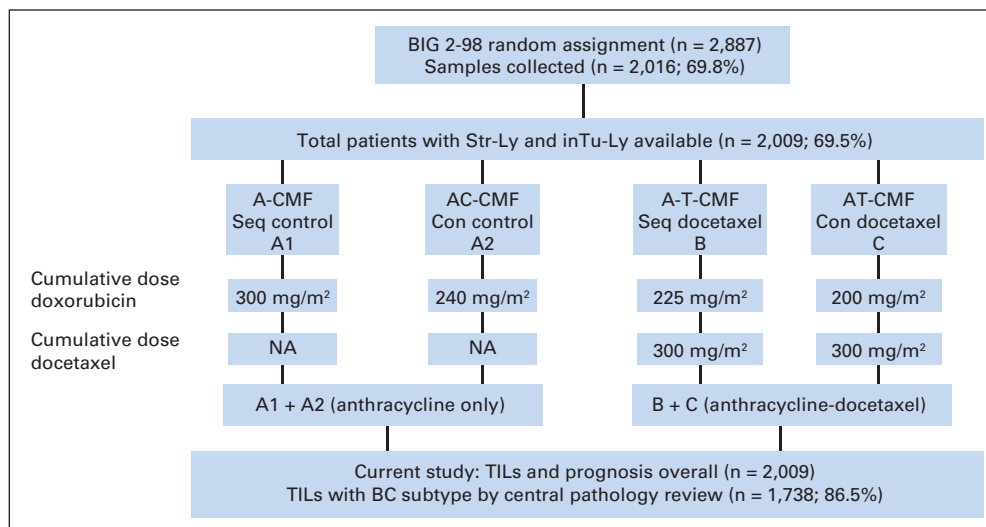 BIG 2-98 random assignment (n = 2,887)
Samples collected (n = 2,016; 69.8%)
Total patients with Str-Ly and inTu-Ly available (n = 2,009; 69.5%)
A-CMF
Seq control
A1
AC-CMF
Con control
A2
A-T-CMF
Seq docetaxel
B
AT-CMF
Con docetaxel
C
Cumulative dose
doxorubicin
300 mg/m²
240 mg/m²
225 mg/m²
200 mg/m²
Cumulative dose
docetaxel
NA
NA
300 mg/m²
300 mg/m²
A1 + A2 (anthracycline only)
B + C (anthracycline-docetaxel)
Current study: TILs and prognosis overall (n = 2,009)
TILs with BC subtype by central pathology review (n = 1,738; 86.5%)